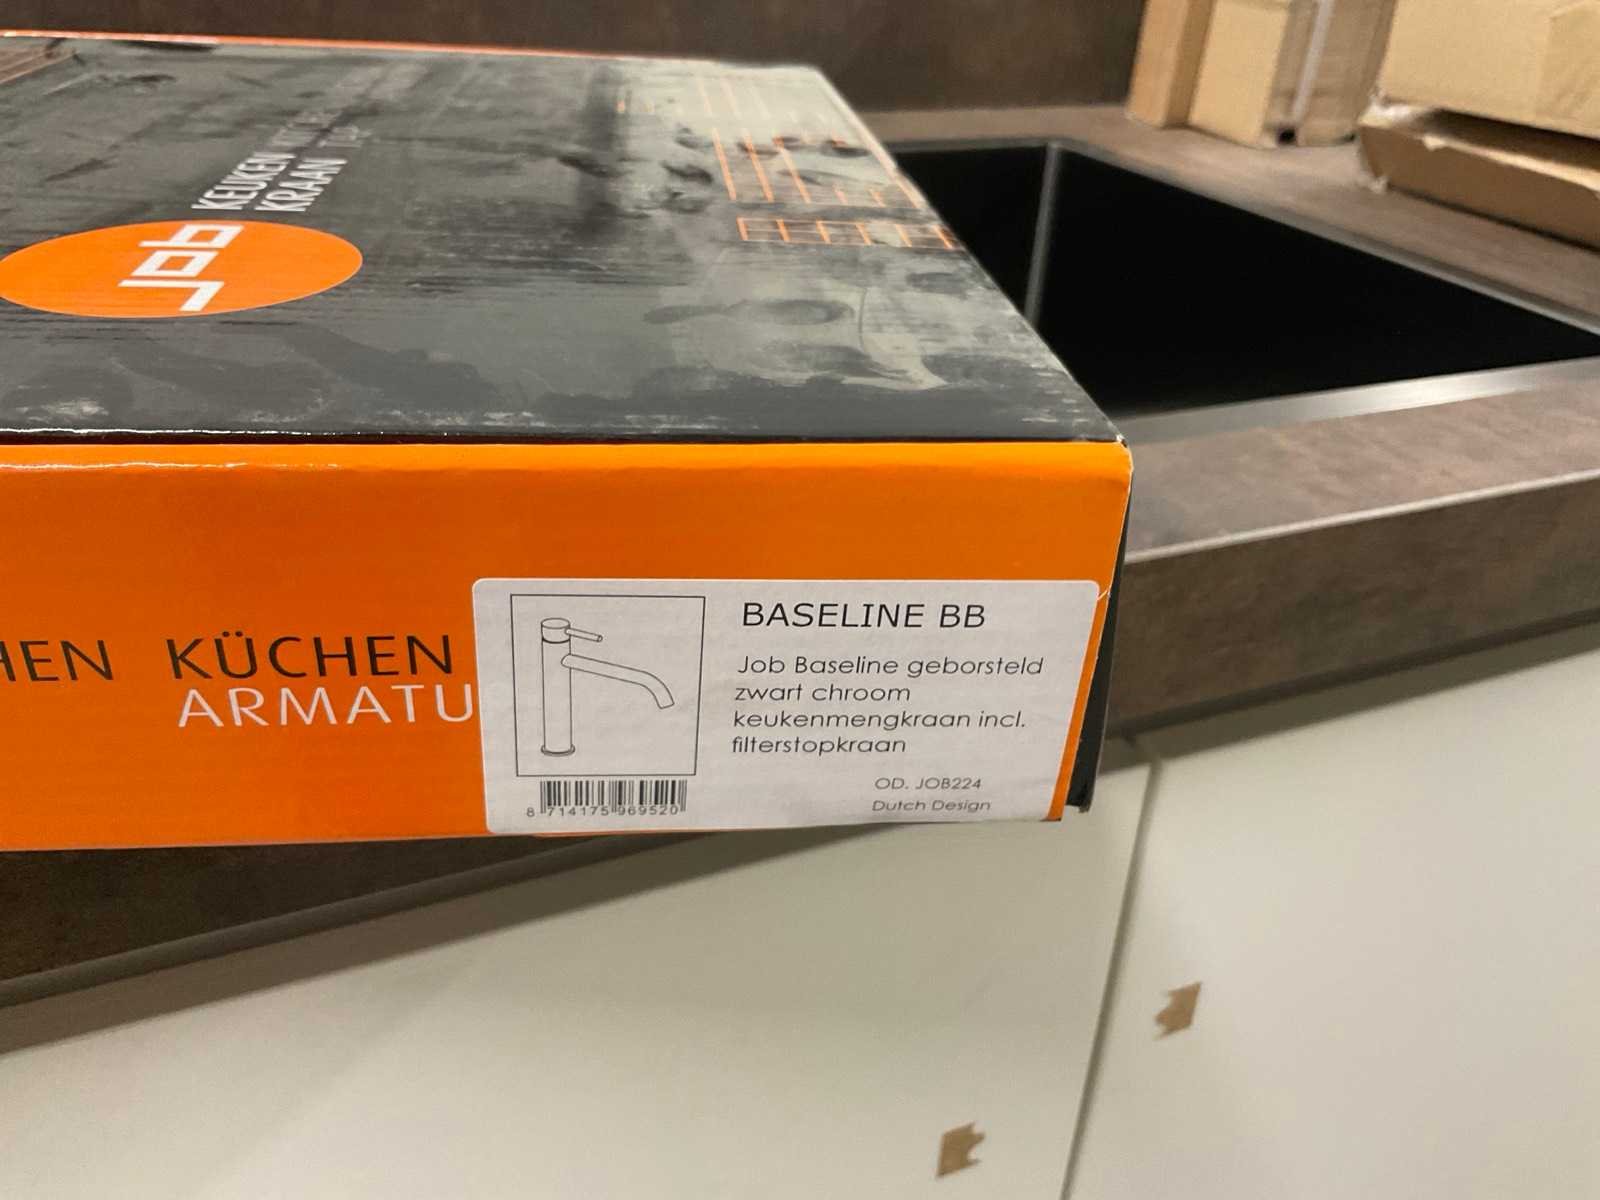 Job
KEUKEN
KRAAN
KÜCHEN
ARMATU
BASELINE BB
Job Baseline geborsteld
zwart chroom
keukenmengkraan incl.
filterstopkraan
OD. JOB224
Dutch Design
8 714175 969520